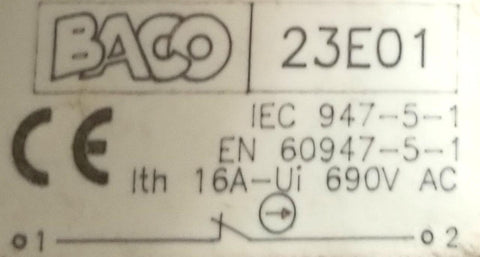 BACO 23E01
IEC 947-5-1
CE EN 60947-5-1
Ith 16A-Ui 690V AC
1 2